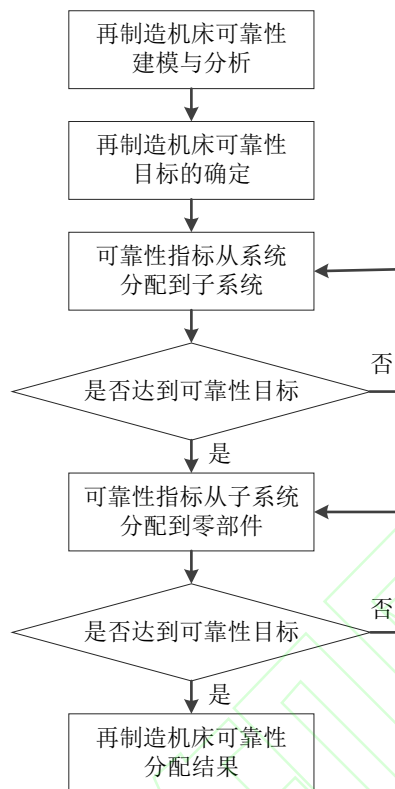 再制造机床可靠性
建模与分析
再制造机床可靠性
目标的确定
可靠性指标从系统
分配到子系统
是否达到可靠性目标
否
是
可靠性指标从子系统
分配到零部件
是否达到可靠性目标
否
是
再制造机床可靠性
分配结果